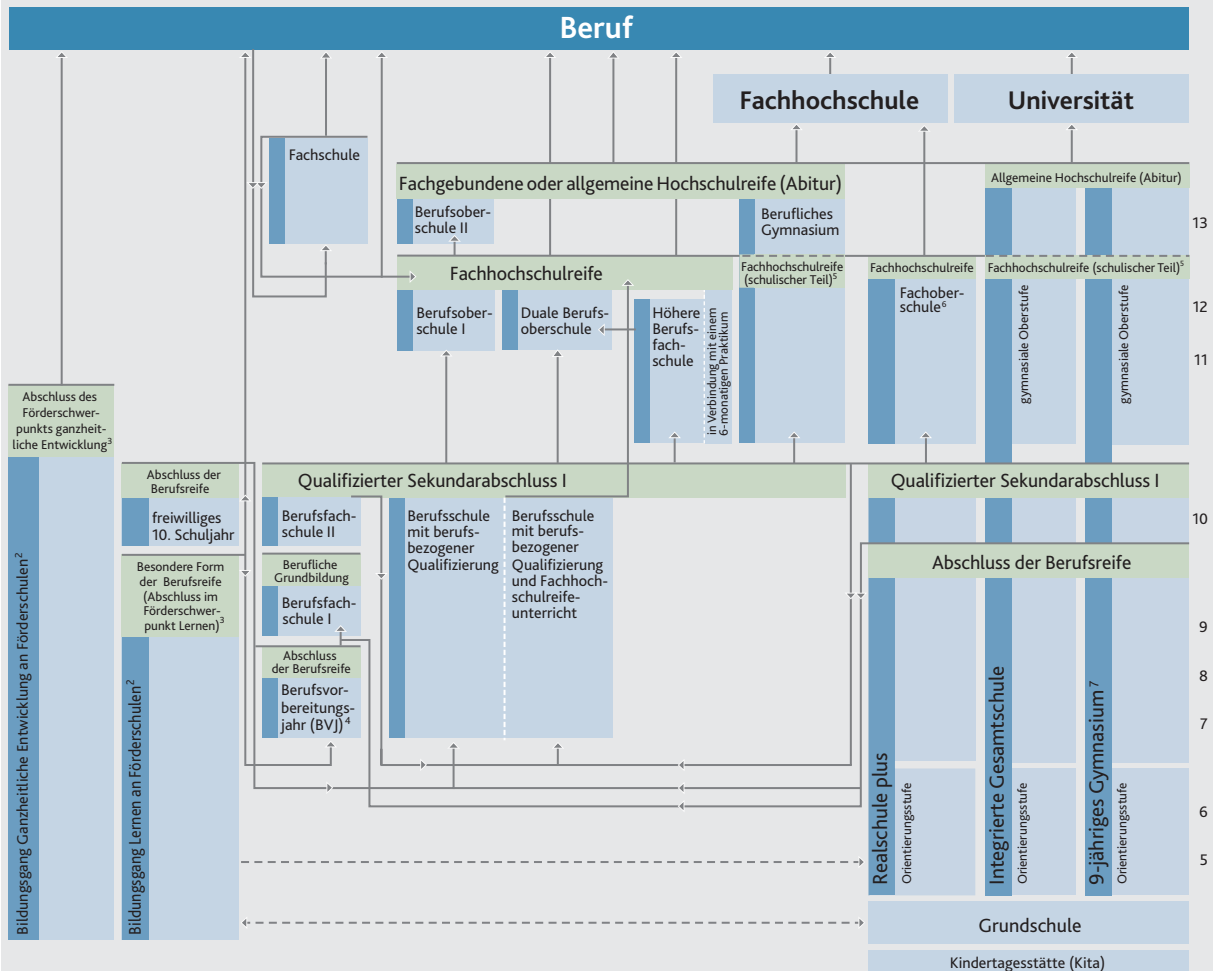 Beruf
Fachhochschule
Universität
Fachschule
Fachgebundene oder allgemeine Hochschulreife (Abitur)
Allgemeine Hochschulreife (Abitur)
Berufsober-
schule II
Berufliches
Gymnasium
13
Fachhochschulreife
Fachhochschulreife
(schulischer Teil)⁵
Fachhochschulreife
Fachhochschulreife (schulischer Teil)⁵
Berufsober-
schule I
Duale Berufs-
oberschule
Höhere
Berufs-
fach-
schule
in Verbindung mit einem
6-monatigen Praktikum
Fachober-
schule⁶
gymnasiale Oberstufe
gymnasiale Oberstufe
12
11
Abschluss des
Förderschwer-
punkts ganzheit-
liche Entwicklung³
Bildungsgang Ganzheitliche Entwicklung an Förderschulen²
Abschluss der
Berufsreife
freiwilliges
10. Schuljahr
Besondere Form
der Berufsreife
(Abschluss im
Förderschwer-
punkt Lernen)³
Bildungsgang Lernen an Förderschulen²
Qualifizierter Sekundarabschluss I
Berufsfach-
schule II
Berufliche
Grundbildung
Berufsfach-
schule I
Abschluss
der Berufsreife
Berufsvor-
bereitungs-
jahr (BVJ)⁴
Berufsschule
mit berufs-
bezogener
Qualifizierung
Berufsschule
mit berufs-
bezogener
Qualifizierung
und Fachhoch-
schulreife-
unterricht
Qualifizierter Sekundarabschluss I
10
Abschluss der Berufsreife
9
8
7
6
5
Realschule plus
Orientierungsstufe
Integrierte Gesamtschule
Orientierungsstufe
9-jähriges Gymnasium⁷
Orientierungsstufe
Grundschule
Kindertagesstätte (Kita)